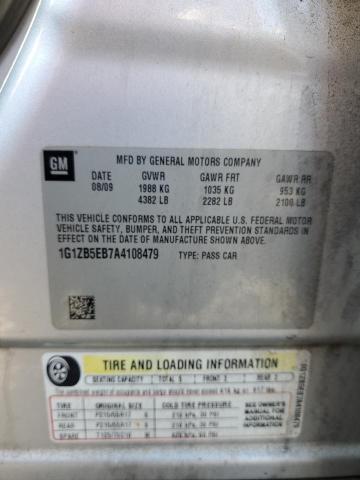 GM
MFD BY GENERAL MOTORS COMPANY
DATE GVWR GAWR FRT GAWR RR
08/09 1988 KG 1035 KG 953 KG
4382 LB 2282 LB 2100 LB
THIS VEHICLE CONFORMS TO ALL APPLICABLE U.S. FEDERAL MOTOR
VEHICLE SAFETY, BUMPER, AND THEFT PREVENTION STANDARDS IN
EFFECT ON THE DATE OF MANUFACTURE SHOWN ABOVE.
1G1ZB5EB7A4108479 TYPE: PASS CAR
TIRE AND LOADING INFORMATION
SEATING CAPACITY TOTAL 5 FRONT 2 REAR
TIRE COLD TIRE PRESSURE
FRONT
REAR
SPARE
SEE OWNER'S
MANUAL FOR
ADDITIONAL
INFORMATION